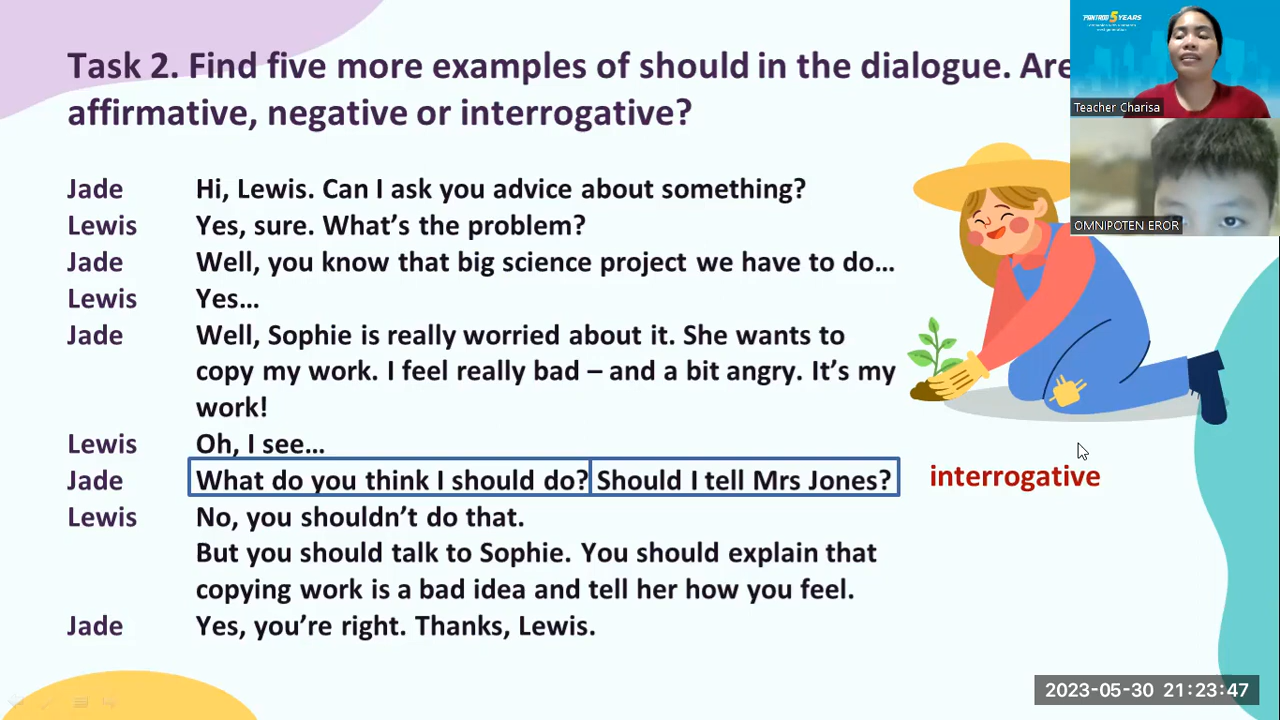 Task 2. Find five more examples of should in the dialogue. Are
affirmative, negative or interrogative?
PANTROD 5 YEARS
Teacher Charisa
OMNIPOTEN EROR
Jade Hi, Lewis. Can I ask you advice about something?
Lewis Yes, sure. What's the problem?
Jade Well, you know that big science project we have to do...
Lewis Yes...
Jade Well, Sophie is really worried about it. She wants to
copy my work. I feel really bad – and a bit angry. It's my
work!
Lewis Oh, I see...
Jade What do you think I should do? Should I tell Mrs Jones?
interrogative
Lewis No, you shouldn't do that.
But you should talk to Sophie. You should explain that
copying work is a bad idea and tell her how you feel.
Jade Yes, you're right. Thanks, Lewis.
2023-05-30 21:23:47